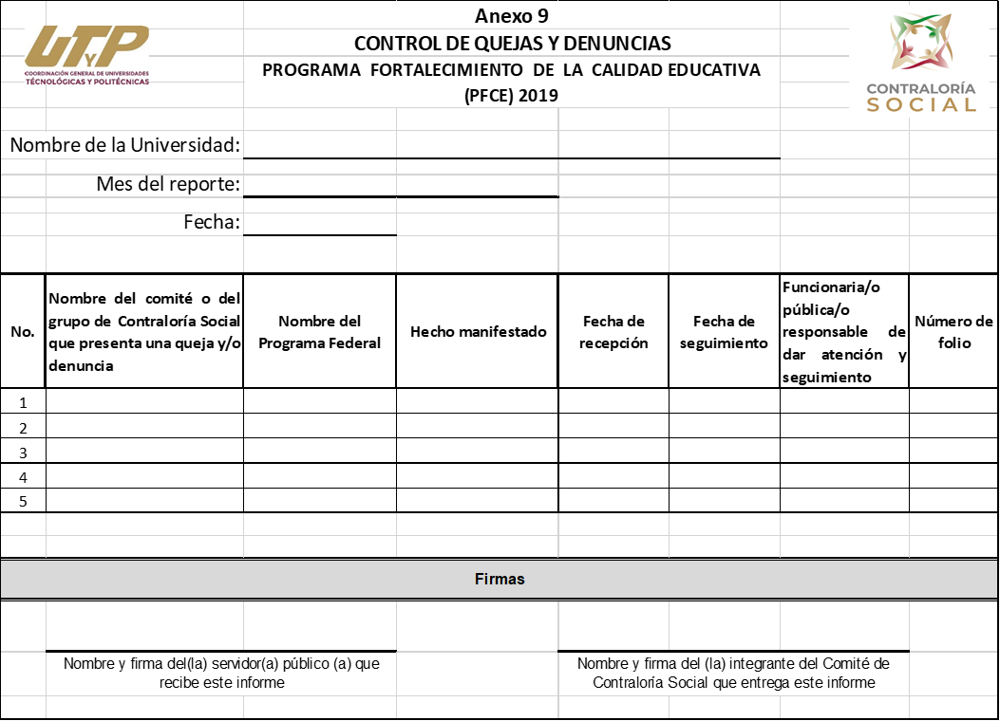 Anexo 9
CONTROL DE QUEJAS Y DENUNCIAS
PROGRAMA FORTALECIMIENTO DE LA CALIDAD EDUCATIVA
(PFCE) 2019
UTyP
COORDINACIÓN GENERAL DE UNIVERSIDADES
TECNOLÓGICAS Y POLITÉCNICAS
CONTRALORÍA
SOCIAL
Nombre de la Universidad:
Mes del reporte:
Fecha:
No.
Nombre del comité o del
grupo de Contraloría Social
que presenta una queja y/o
denuncia
Nombre del
Programa Federal
Hecho manifestado
Fecha de
recepción
Fecha de
seguimiento
Funcionaria/o
pública/o
responsable de
dar atención y
seguimiento
Número de
folio
1
2
3
4
5
Firmas
Nombre y firma del(la) servidor(a) público (a) que
recibe este informe
Nombre y firma del (la) integrante del Comité de
Contraloría Social que entrega este informe